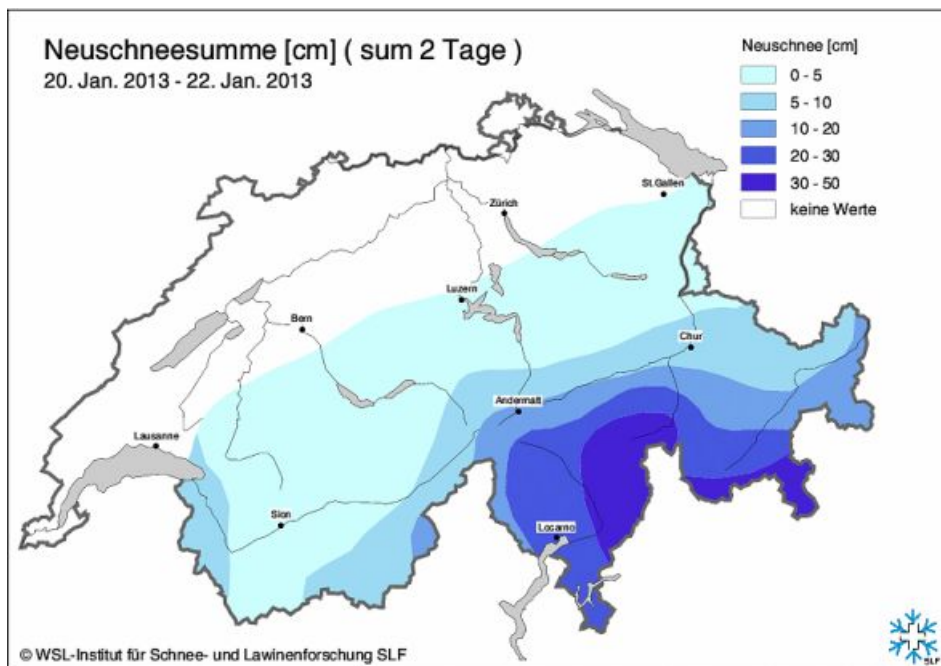 Neuschneesumme [cm] ( sum 2 Tage )
20. Jan. 2013 - 22. Jan. 2013
Neuschnee [cm]
0 - 5
5 - 10
10 - 20
20 - 30
30 - 50
keine Werte
St.Gallen
Zürich
Luzern
Bern
Chur
Andermatt
Lausanne
Sion
Locarno
© WSL-Institut für Schnee- und Lawinenforschung SLF
SLF